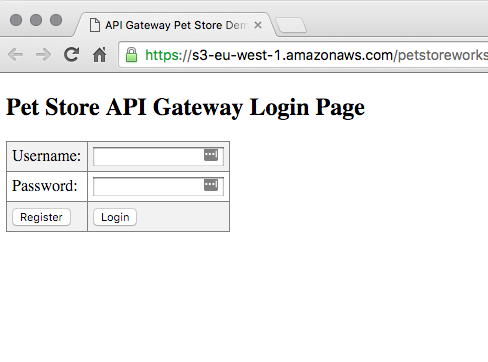 API Gateway Pet Store Dem
https://s3-eu-west-1.amazonaws.com/petstoreworks
Pet Store API Gateway Login Page
Username:
Password:
Register Login